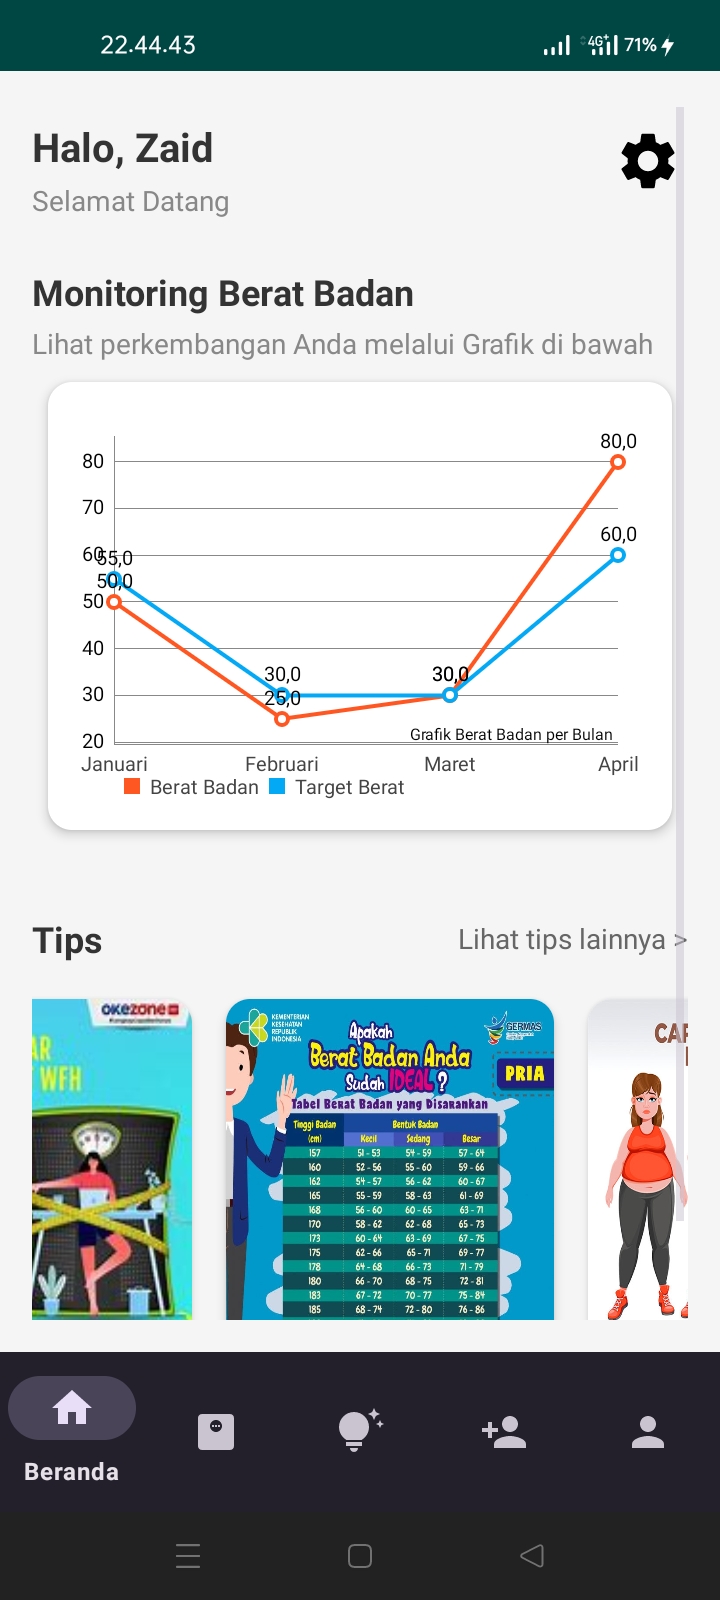 22.44.43
4G+
71%
Halo, Zaid
Selamat Datang
Monitoring Berat Badan
Lihat perkembangan Anda melalui Grafik di bawah
80,0
80
70
60,0
60
55,0
50,0
50
40
30,0
30,0
30
25,0
Grafik Berat Badan per Bulan
20
Januari Februari Maret April
Berat Badan Target Berat
Tips
Lihat tips lainnya >
okezone
AR
WFH
KEMENTERIAN
KESEHATAN
REPUBLIK
INDONESIA
GERMAS
Apakah
Berat Badan Anda
Sudah IDEAL ?
PRIA
Tabel Berat Badan yang Disarankan
Tinggi Badan (cm) Bentuk Badan
Kecil Sedang Besar
157 51 - 53 54 - 59 57 - 64
160 52 - 56 55 - 60 59 - 66
162 54 - 57 56 - 62 60 - 67
165 55 - 59 58 - 63 61 - 69
168 56 - 60 60 - 65 63 - 71
170 58 - 62 62 - 68 65 - 73
173 60 - 64 63 - 69 67 - 75
175 62 - 66 65 - 71 69 - 77
178 64 - 68 66 - 73 71 - 79
180 66 - 70 68 - 75 72 - 81
183 67 - 72 70 - 77 75 - 84
185 68 - 74 72 - 80 76 - 86
CAR
Beranda